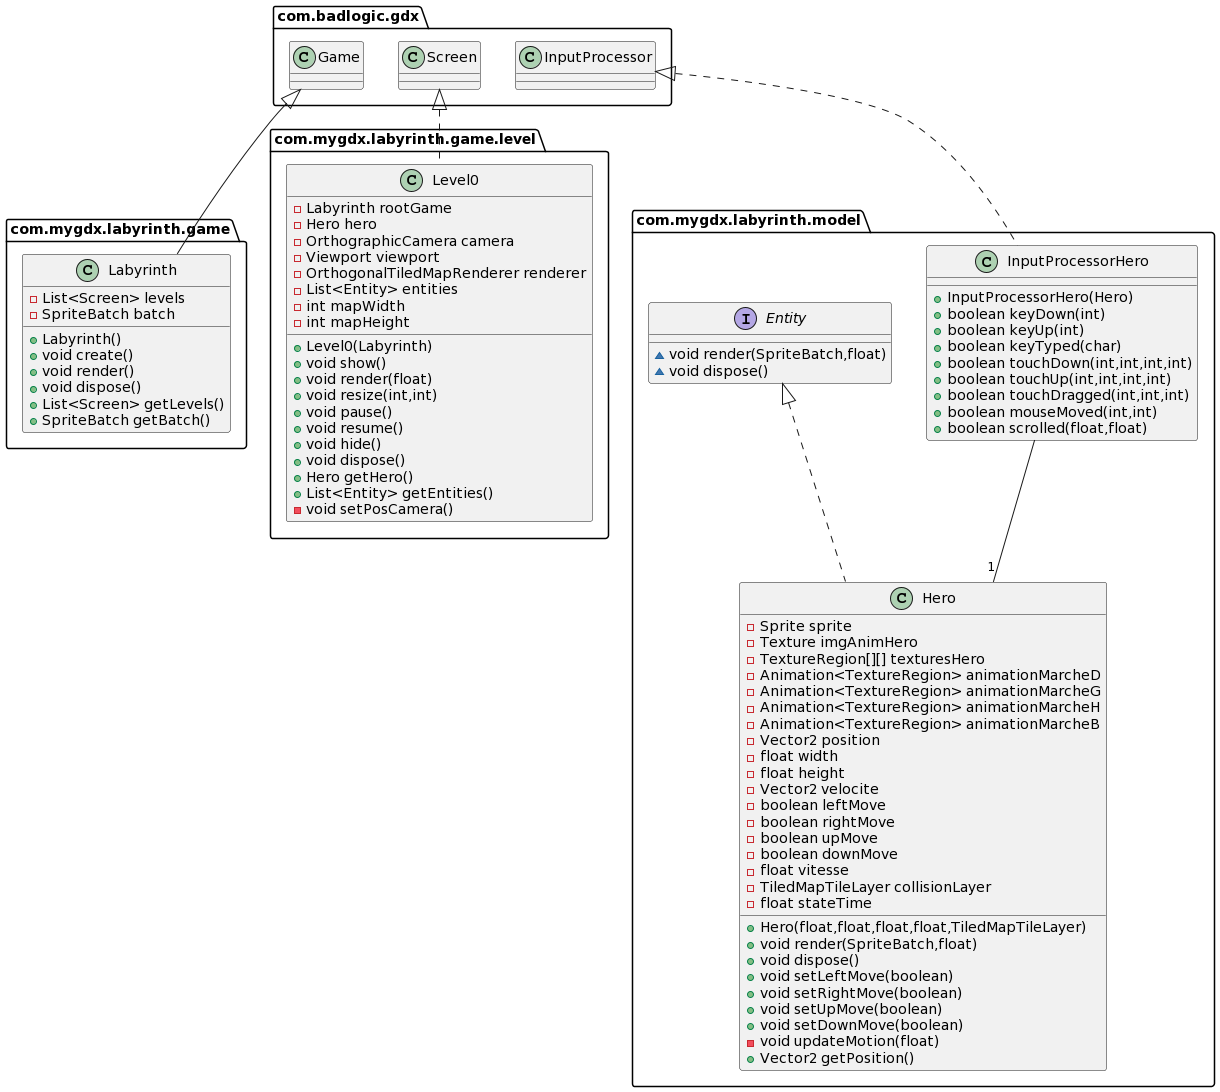 com.badlogic.gdx
C Game
C Screen
C InputProcessor
com.mygdx.labyrinth.game.level
C Level0
Labyrinth rootGame
Hero hero
OrthographicCamera camera
Viewport viewport
OrthogonalTiledMapRenderer renderer
List<Entity> entities
int mapWidth
int mapHeight
Level0(Labyrinth)
void show()
void render(float)
void resize(int,int)
void pause()
void resume()
void hide()
void dispose()
Hero getHero()
List<Entity> getEntities()
void setPosCamera()
com.mygdx.labyrinth.game
C Labyrinth
List<Screen> levels
SpriteBatch batch
Labyrinth()
void create()
void render()
void dispose()
List<Screen> getLevels()
SpriteBatch getBatch()
com.mygdx.labyrinth.model
I Entity
void render(SpriteBatch,float)
void dispose()
C InputProcessorHero
InputProcessorHero(Hero)
boolean keyDown(int)
boolean keyUp(int)
boolean keyTyped(char)
boolean touchDown(int,int,int,int)
boolean touchUp(int,int,int,int)
boolean touchDragged(int,int,int)
boolean mouseMoved(int,int)
boolean scrolled(float,float)
1
C Hero
Sprite sprite
Texture imgAnimHero
TextureRegion[][] texturesHero
Animation<TextureRegion> animationMarcheD
Animation<TextureRegion> animationMarcheG
Animation<TextureRegion> animationMarcheH
Animation<TextureRegion> animationMarcheB
Vector2 position
float width
float height
Vector2 velocite
boolean leftMove
boolean rightMove
boolean upMove
boolean downMove
float vitesse
TiledMapTileLayer collisionLayer
float stateTime
Hero(float,float,float,float,TiledMapTileLayer)
void render(SpriteBatch,float)
void dispose()
void setLeftMove(boolean)
void setRightMove(boolean)
void setUpMove(boolean)
void setDownMove(boolean)
void updateMotion(float)
Vector2 getPosition()